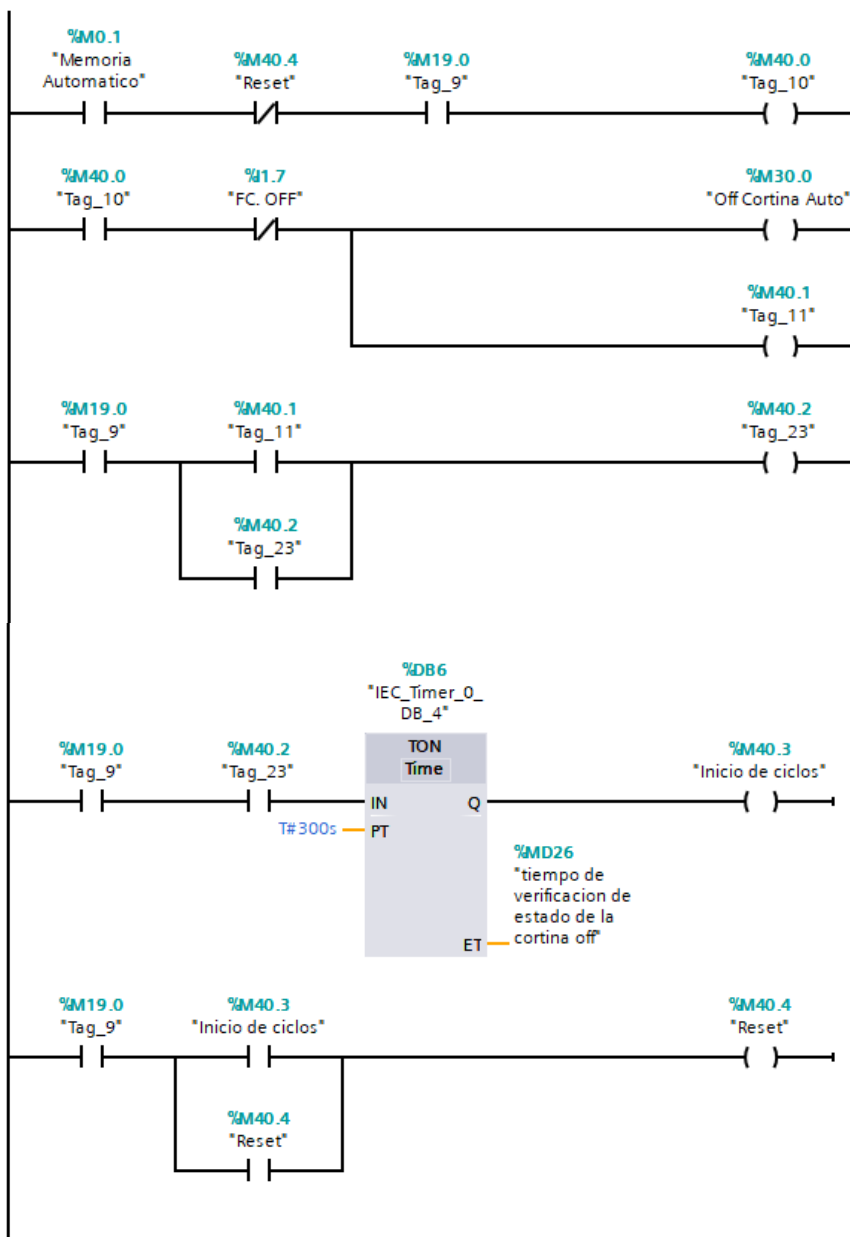 %M0.1
"Memoria
Automatico"
%M40.4
"Reset"
%M19.0
"Tag_9"
%M40.0
"Tag_10"
%M40.0
"Tag_10"
%I1.7
"FC. OFF"
%M30.0
"Off Cortina Auto"
%M40.1
"Tag_11"
%M19.0
"Tag_9"
%M40.1
"Tag_11"
%M40.2
"Tag_23"
%M40.2
"Tag_23"
%DB6
"IEC_Timer_0_
DB_4"
TON
Time
%M19.0
"Tag_9"
%M40.2
"Tag_23"
IN
Q
%M40.3
"Inicio de ciclos"
T#300s
PT
%MD26
"tiempo de
verificacion de
estado de la
cortina off"
ET
%M19.0
"Tag_9"
%M40.3
"Inicio de ciclos"
%M40.4
"Reset"
%M40.4
"Reset"